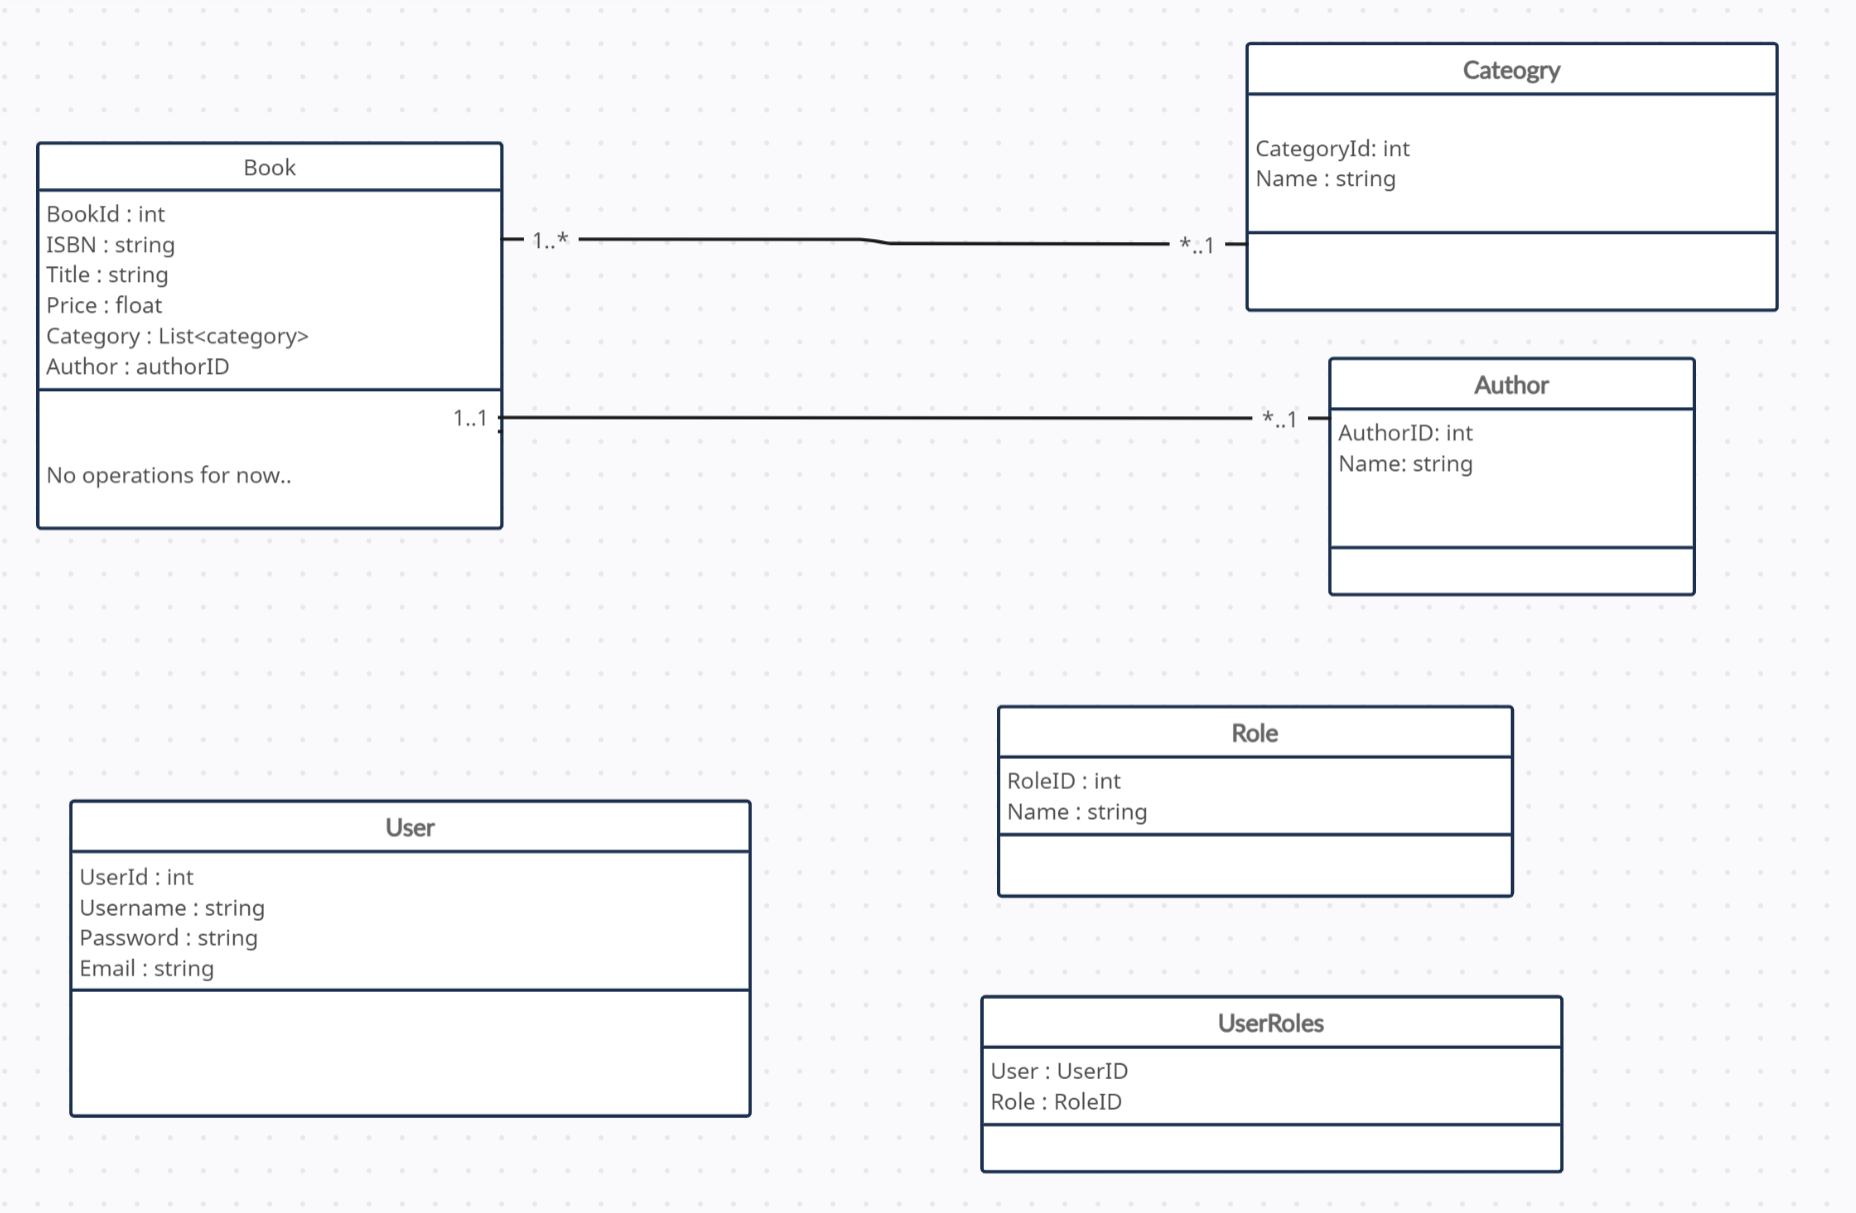 Cateogry
CategoryId: int
Name : string
Book
BookId : int
ISBN : string
Title : string
Price : float
Category : List<category>
Author : authorID
No operations for now..
1..*
*..1
1..1
*..1
Author
AuthorID: int
Name: string
Role
RoleID : int
Name : string
User
UserId : int
Username : string
Password : string
Email : string
UserRoles
User : UserID
Role : RoleID